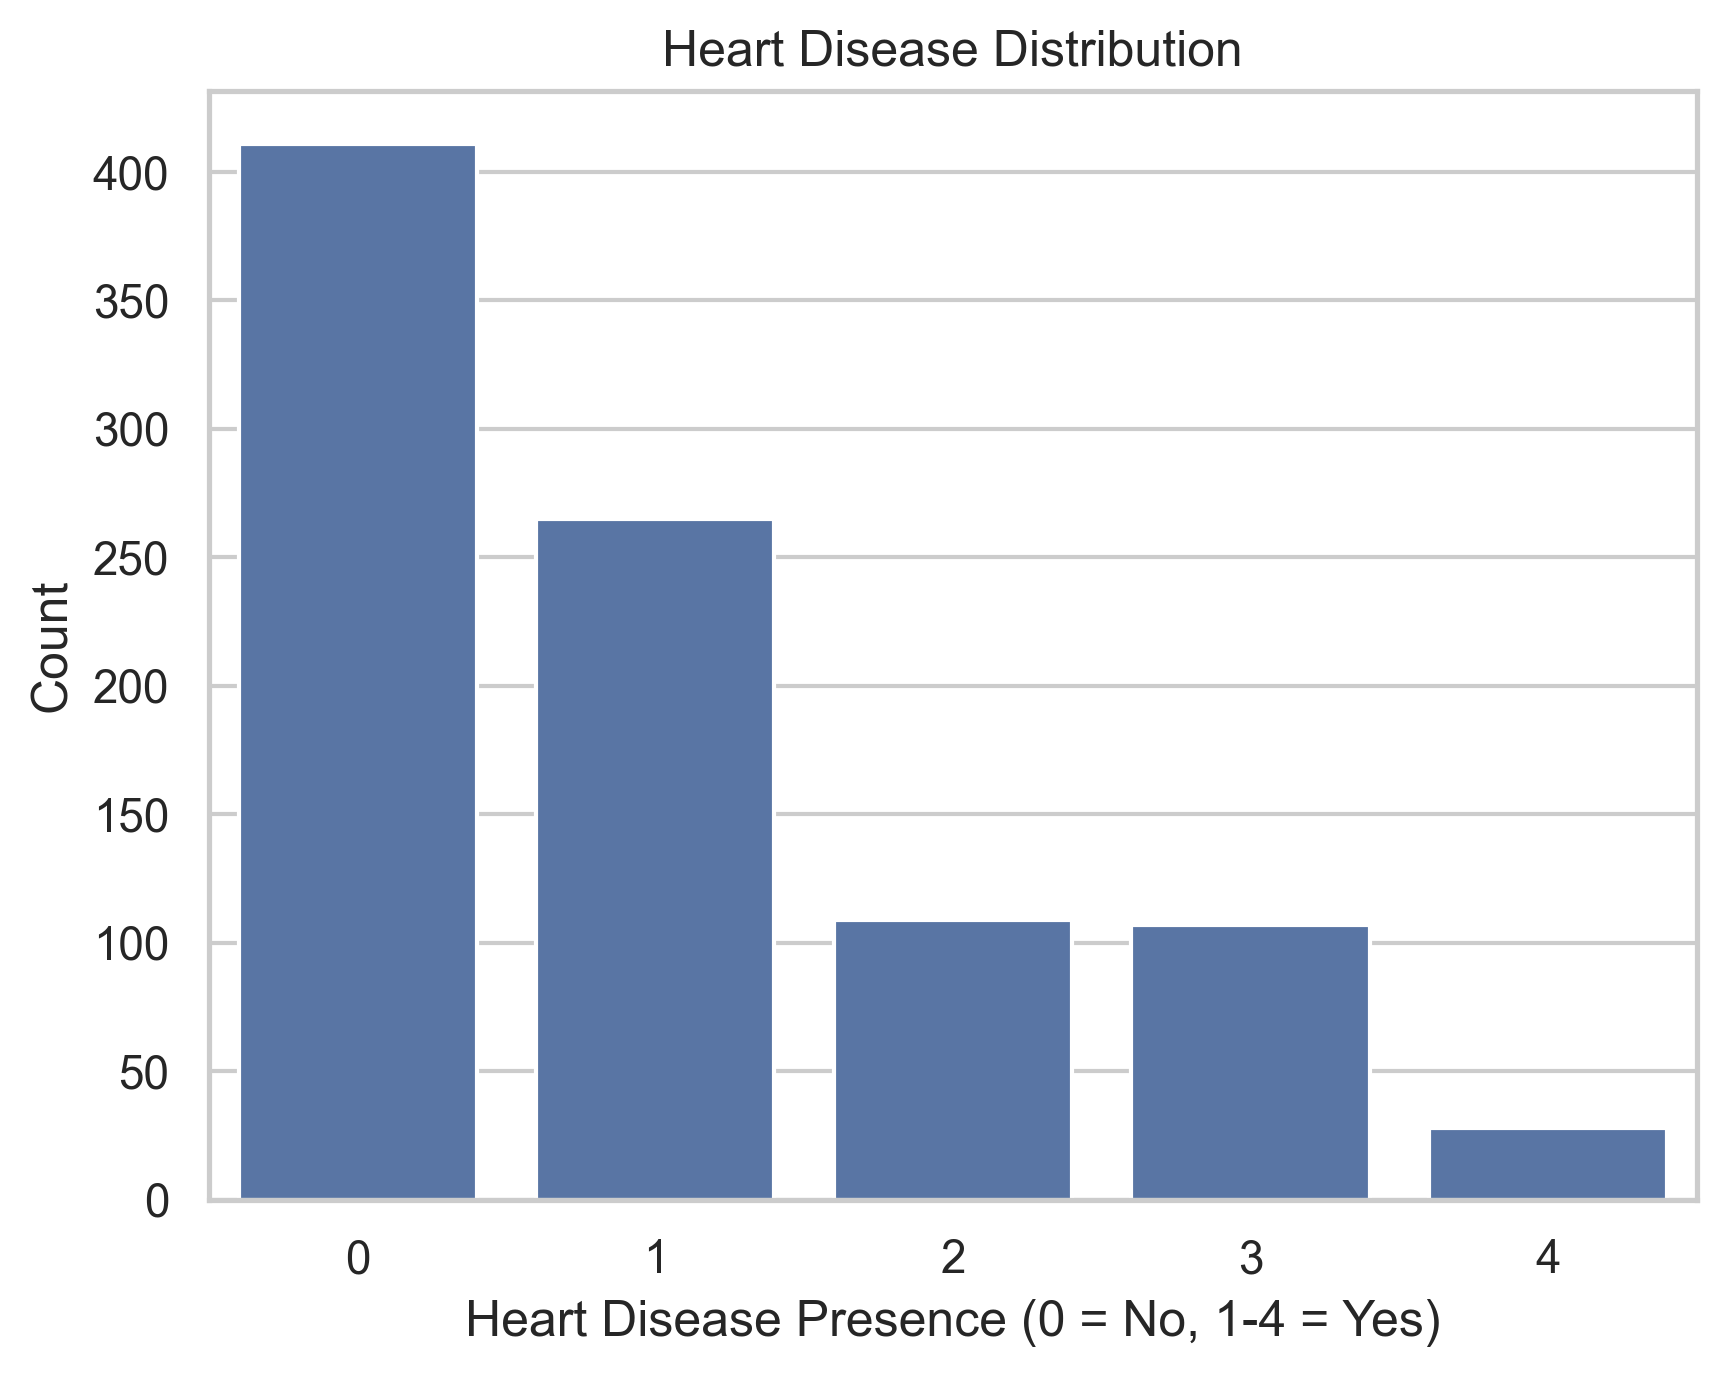 Heart Disease Distribution
Count
400
350
300
250
200
150
100
50
0
0 1 2 3 4
Heart Disease Presence (0 = No, 1-4 = Yes)